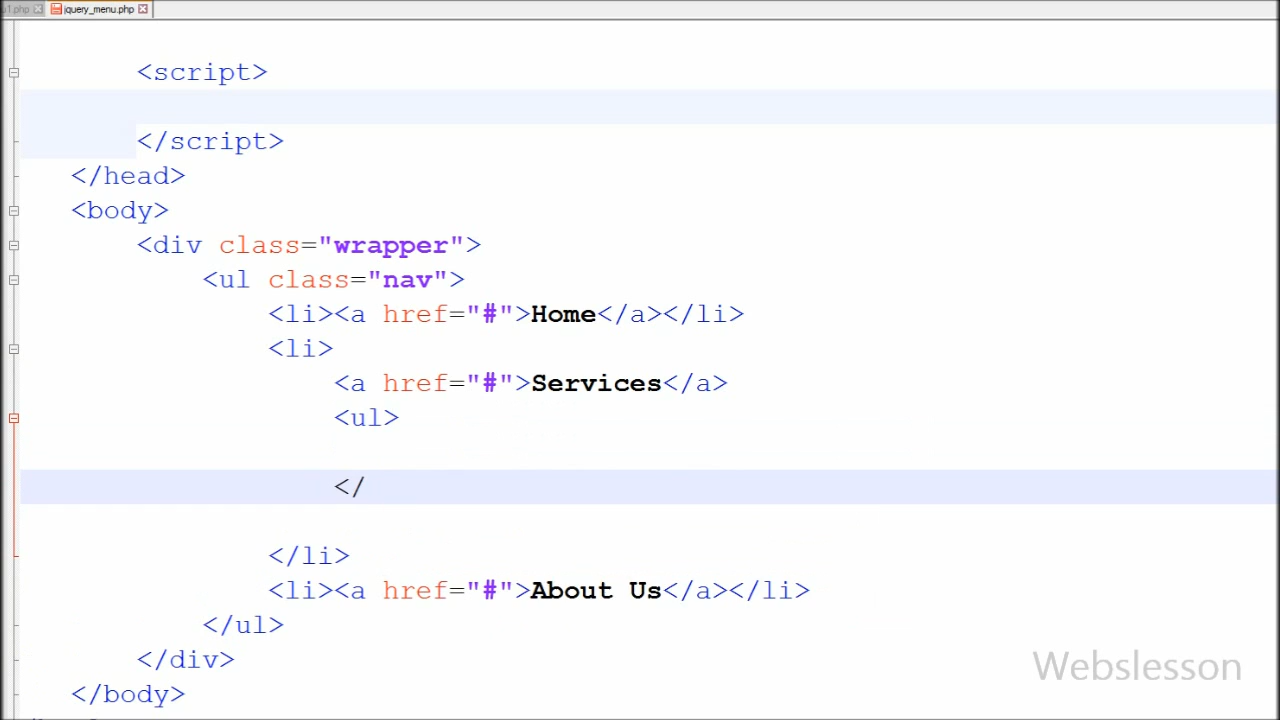 jquery_menu.php
<script>
</script>
</head>
<body>
<div class="wrapper">
<ul class="nav">
<li><a href="#">Home</a></li>
<li>
<a href="#">Services</a>
<ul>
</
</li>
<li><a href="#">About Us</a></li>
</ul>
</div>
</body>
Webslesson